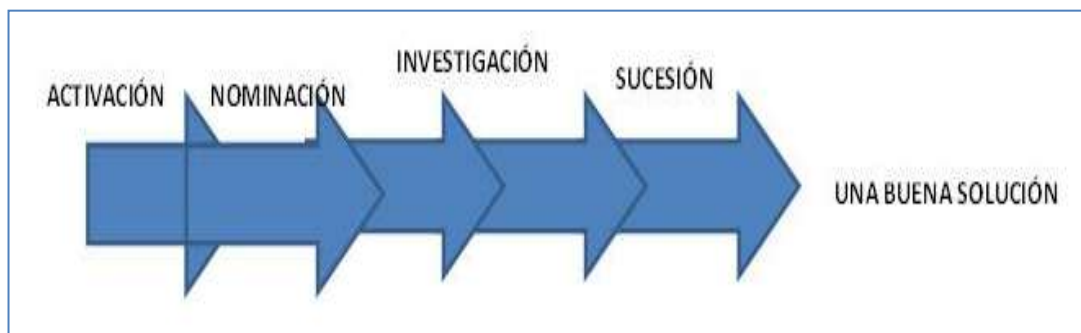 ACTIVACIÓN
NOMINACIÓN
INVESTIGACIÓN
SUCESIÓN
UNA BUENA SOLUCIÓN